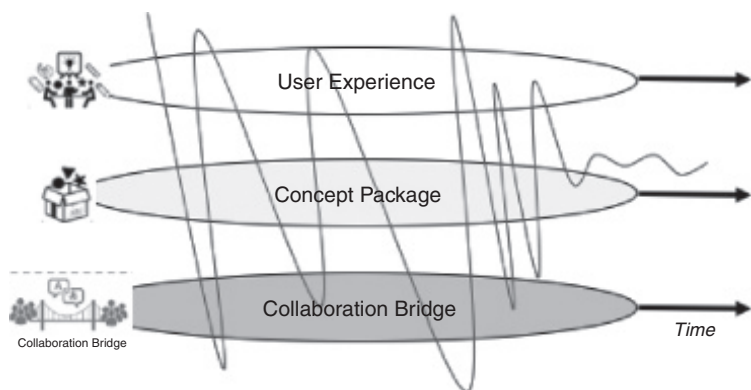 User Experience
Concept Package
Collaboration Bridge
Collaboration Bridge
Time